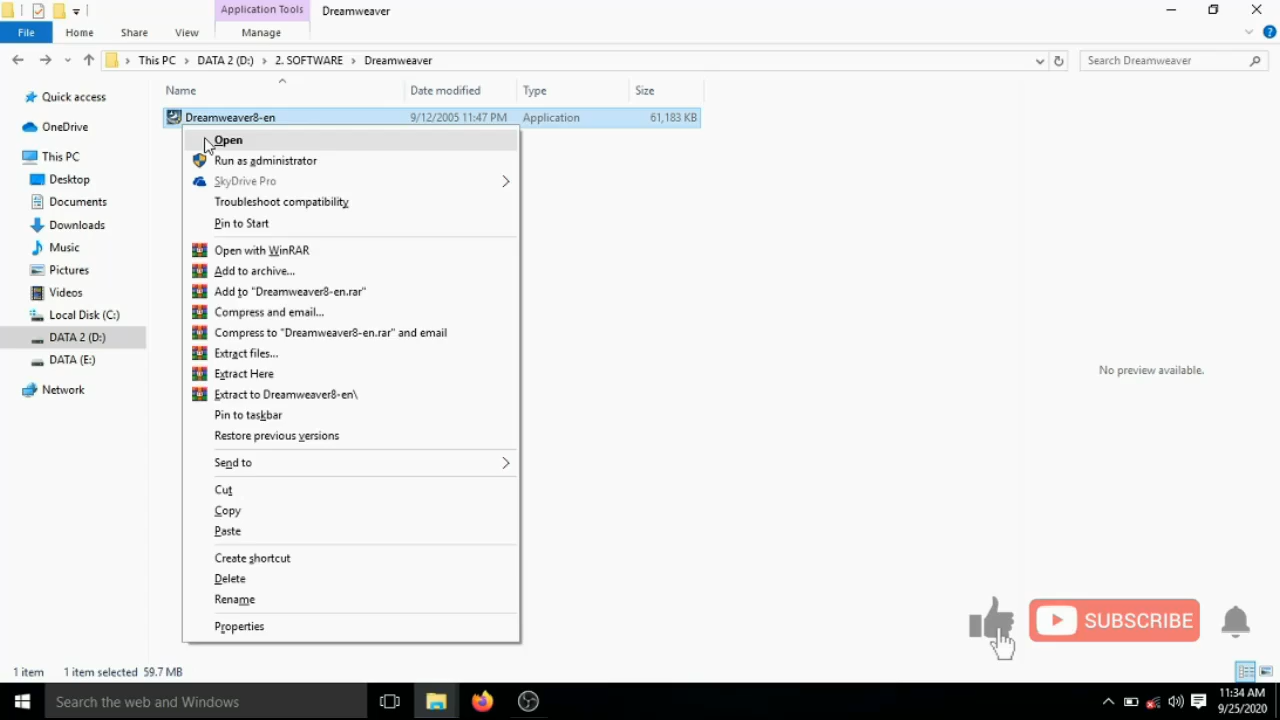 Application Tools
Dreamweaver
File
Home
Share
View
Manage
This PC
DATA 2 (D:)
2. SOFTWARE
Dreamweaver
Search Dreamweaver
Name
Date modified
Type
Size
Quick access
OneDrive
This PC
Desktop
Documents
Downloads
Music
Pictures
Videos
Local Disk (C:)
DATA 2 (D:)
DATA (E:)
Network
Dreamweaver8-en
9/12/2005 11:47 PM
Application
61,183 KB
Open
Run as administrator
SkyDrive Pro
Troubleshoot compatibility
Pin to Start
Open with WinRAR
Add to archive...
Add to "Dreamweaver8-en.rar"
Compress and email...
Compress to "Dreamweaver8-en.rar" and email
Extract files...
Extract Here
Extract to Dreamweaver8-en\
Pin to taskbar
Restore previous versions
Send to
Cut
Copy
Paste
Create shortcut
Delete
Rename
Properties
No preview available.
SUBSCRIBE
1 item
1 item selected 59.7 MB
Search the web and Windows
11:34 AM
9/25/2020